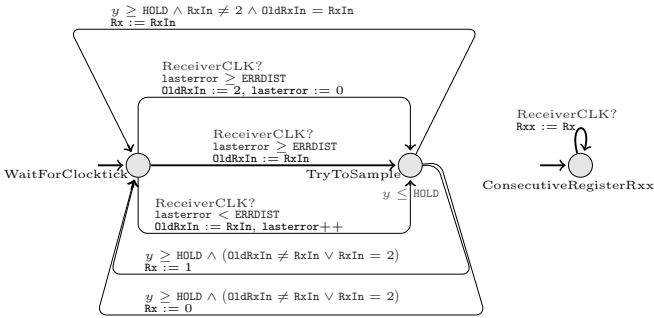 y ≥ HOLD ∧ RxIn ≠ 2 ∧ OldRxIn = RxIn
Rx := RxIn
ReceiverCLK?
lasterror ≥ ERRDIST
OldRxIn := 2, lasterror := 0
ReceiverCLK?
lasterror ≥ ERRDIST
OldRxIn := RxIn
WaitForClocktick
TryToSample
y ≤ HOLD
ReceiverCLK?
lasterror < ERRDIST
OldRxIn := RxIn, lasterror++
y ≥ HOLD ∧ (OldRxIn ≠ RxIn ∨ RxIn = 2)
Rx := 1
y ≥ HOLD ∧ (OldRxIn ≠ RxIn ∨ RxIn = 2)
Rx := 0
ReceiverCLK?
Rxx := Rx
ConsecutiveRegisterRxx